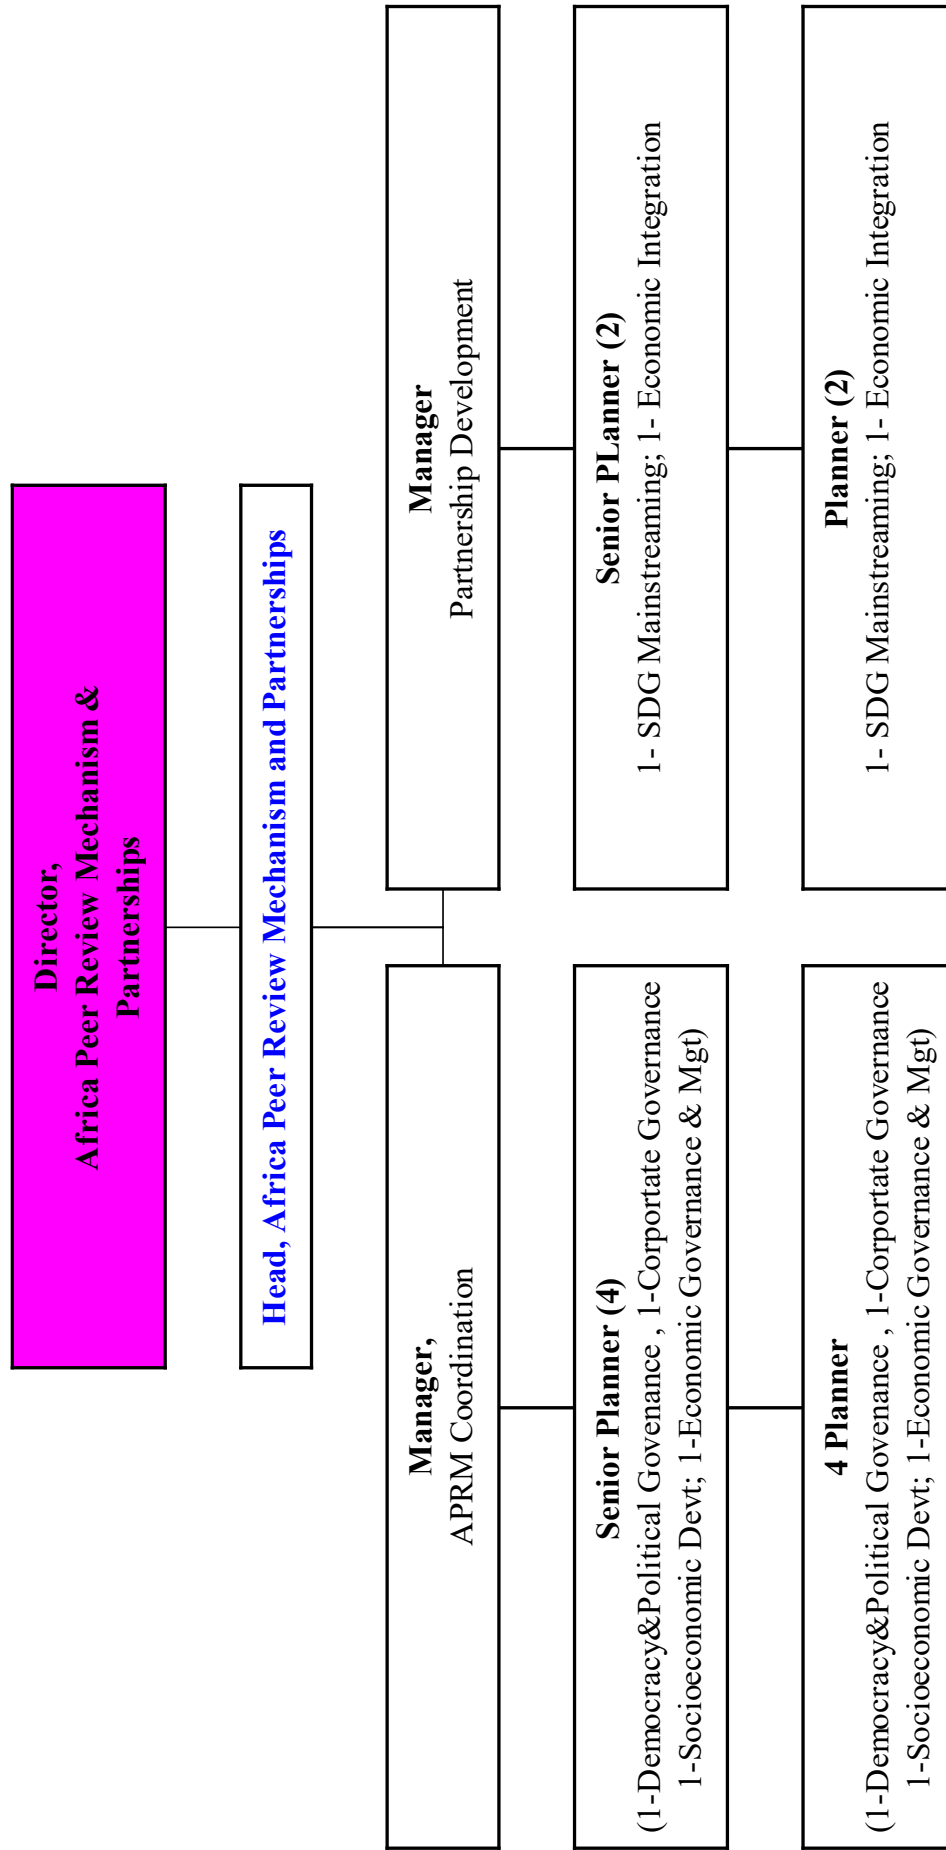 Director,
Africa Peer Review Mechanism &
Partnerships
Head, Africa Peer Review Mechanism and Partnerships
Manager,
APRM Coordination
Manager
Partnership Development
Senior Planner (4)
(1-Democracy&Political Govenance , 1-Corportate Governance
1-Socioeconomic Devt; 1-Economic Governance & Mgt)
Senior PLanner (2)
1- SDG Mainstreaming; 1- Economic Integration
4 Planner
(1-Democracy&Political Govenance , 1-Corportate Governance
1-Socioeconomic Devt; 1-Economic Governance & Mgt)
Planner (2)
1- SDG Mainstreaming; 1- Economic Integration